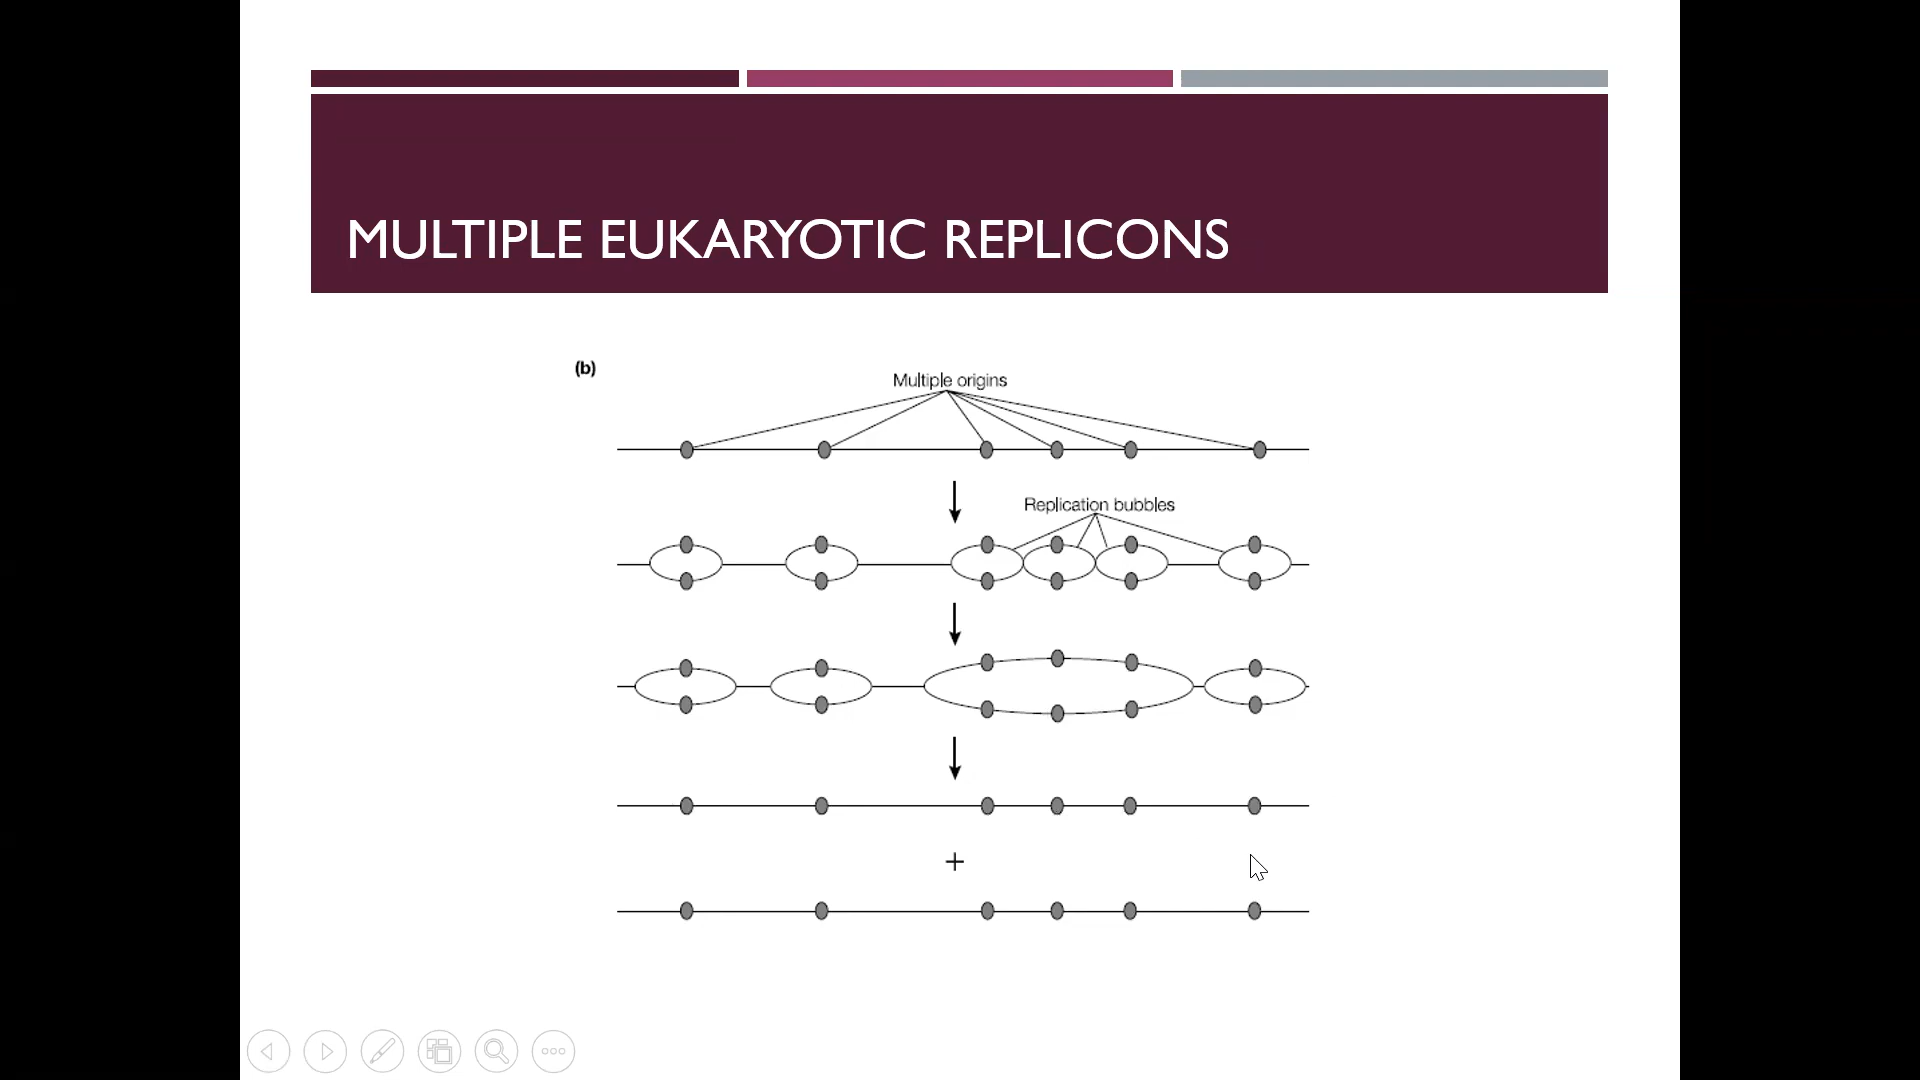 MULTIPLE EUKARYOTIC REPLICONS
(b)
Multiple origins
Replication bubbles
+